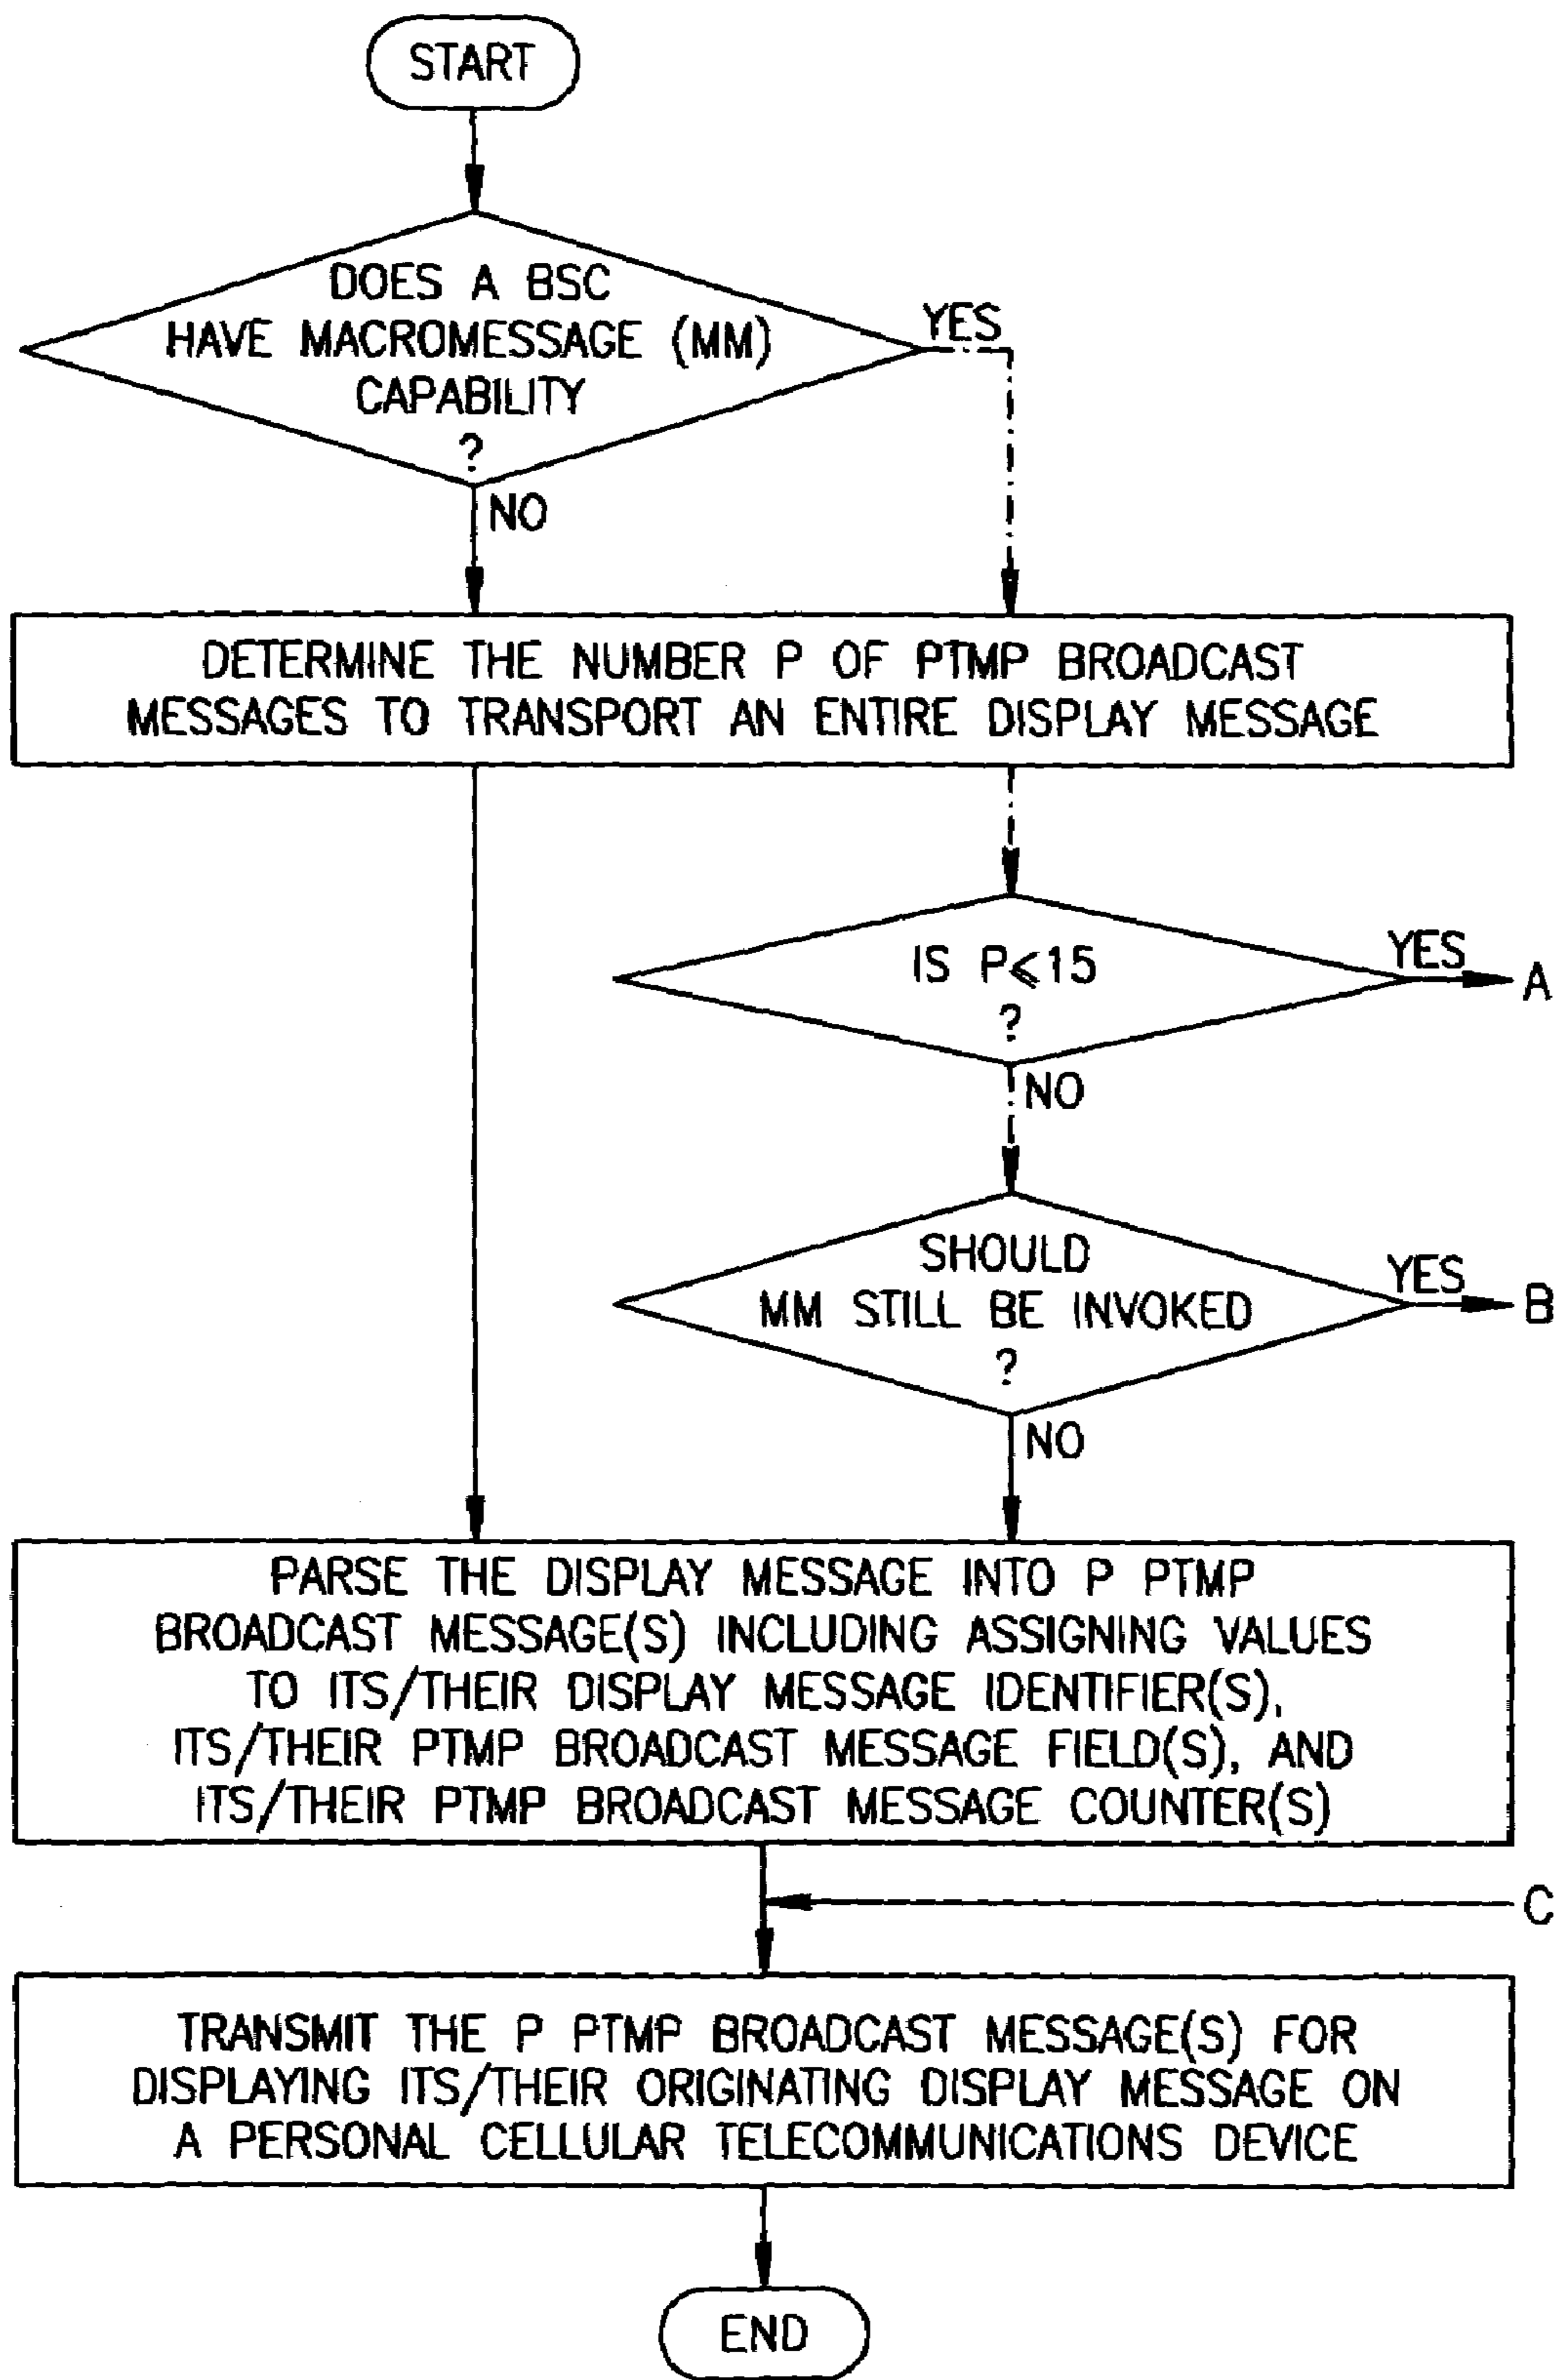 START
DOES A BSC
HAVE MACROMESSAGE (MM)
CAPABILITY
?
YES
NO
DETERMINE THE NUMBER P OF PTMP BROADCAST
MESSAGES TO TRANSPORT AN ENTIRE DISPLAY MESSAGE
IS P⩽15
?
YES
A
NO
SHOULD
MM STILL BE INVOKED
?
YES
B
NO
PARSE THE DISPLAY MESSAGE INTO P PTMP
BROADCAST MESSAGE(S) INCLUDING ASSIGNING VALUES
TO ITS/THEIR DISPLAY MESSAGE IDENTIFIER(S),
ITS/THEIR PTMP BROADCAST MESSAGE FIELD(S), AND
ITS/THEIR PTMP BROADCAST MESSAGE COUNTER(S)
C
TRANSMIT THE P PTMP BROADCAST MESSAGE(S) FOR
DISPLAYING ITS/THEIR ORIGINATING DISPLAY MESSAGE ON
A PERSONAL CELLULAR TELECOMMUNICATIONS DEVICE
END